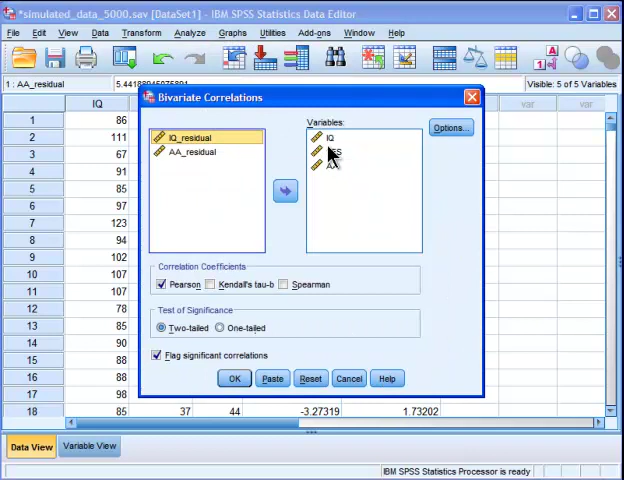 *simulated_data_5000.sav [DataSet1] - IBM SPSS Statistics Data Editor
File Edit View Data Transform Analyze Graphs Utilities Add-ons Window Help
1 : AA_residual Visible: 5 of 5 Variables
IQ var var
1 86
2 111
3 67
4 91
5 85
6 97
7 123
8 94
9 102
10 107
11 107
12 78
13 85
14 90
15 88
16 88
17 98
18 85 37 44 -3.27319 1.73202
Bivariate Correlations
Variables:
IQ_residual
AA_residual
IQ
Options...
Correlation Coefficients
Pearson Kendall's tau-b Spearman
Test of Significance
Two-tailed One-tailed
Flag significant correlations
OK Paste Reset Cancel Help
Data View Variable View
IBM SPSS Statistics Processor is ready